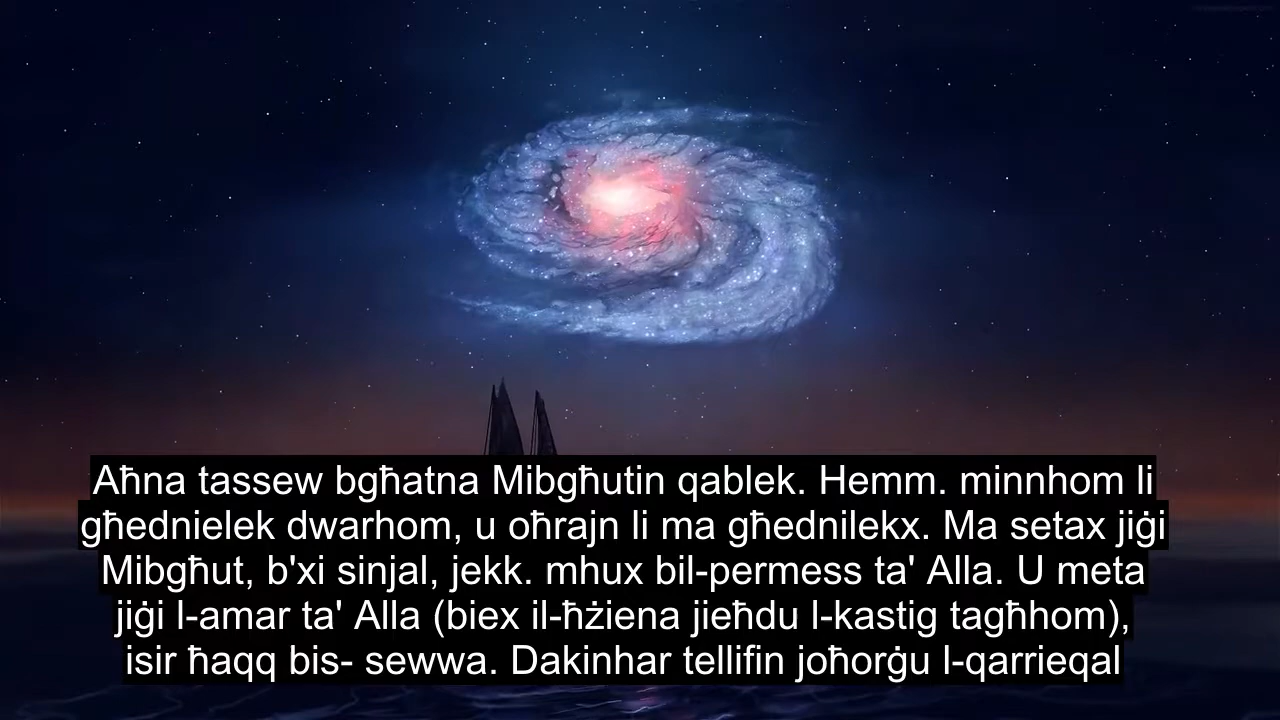 Aħna tassew bgħatna Mibgħutin qablek. Hemm. minnhom li
għednielek dwarhom, u oħrajn li ma għednilekx. Ma setax jiġi
Mibgħut, b'xi sinjal, jekk. mhux bil-permess ta' Alla. U meta
jiġi l-amar ta' Alla (biex il-ħżiena jieħdu l-kastig tagħhom),
isir ħaqq bis- sewwa. Dakinhar tellifin joħorġu l-qarrieqal